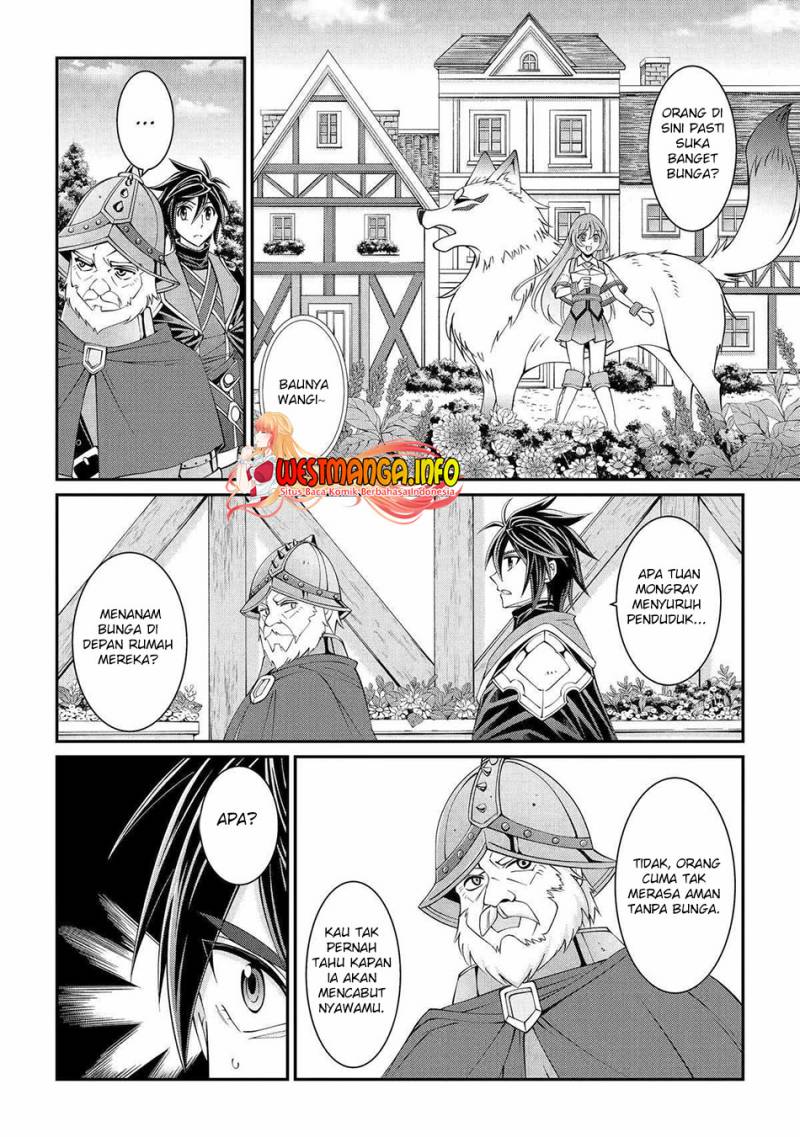 ORANG DI
SINI PASTI
SUKA
BANGET
BUNGA?
BAUNYA
WANGI~
...
WESTMANGA.INFO
Situs Baca Komik Berbahasa Indonesia
APA TUAN
MONGRAY
MENYURUH
PENDUDUK...
MENANAM
BUNGA DI
DEPAN RUMAH
MEREKA?
TIDAK, ORANG
CUMA TAK
MERASA AMAN
TANPA BUNGA.
KAU TAK
PERNAH
TAHU KAPAN
IA AKAN
MENCABUT
NYAWAMU.
APA?